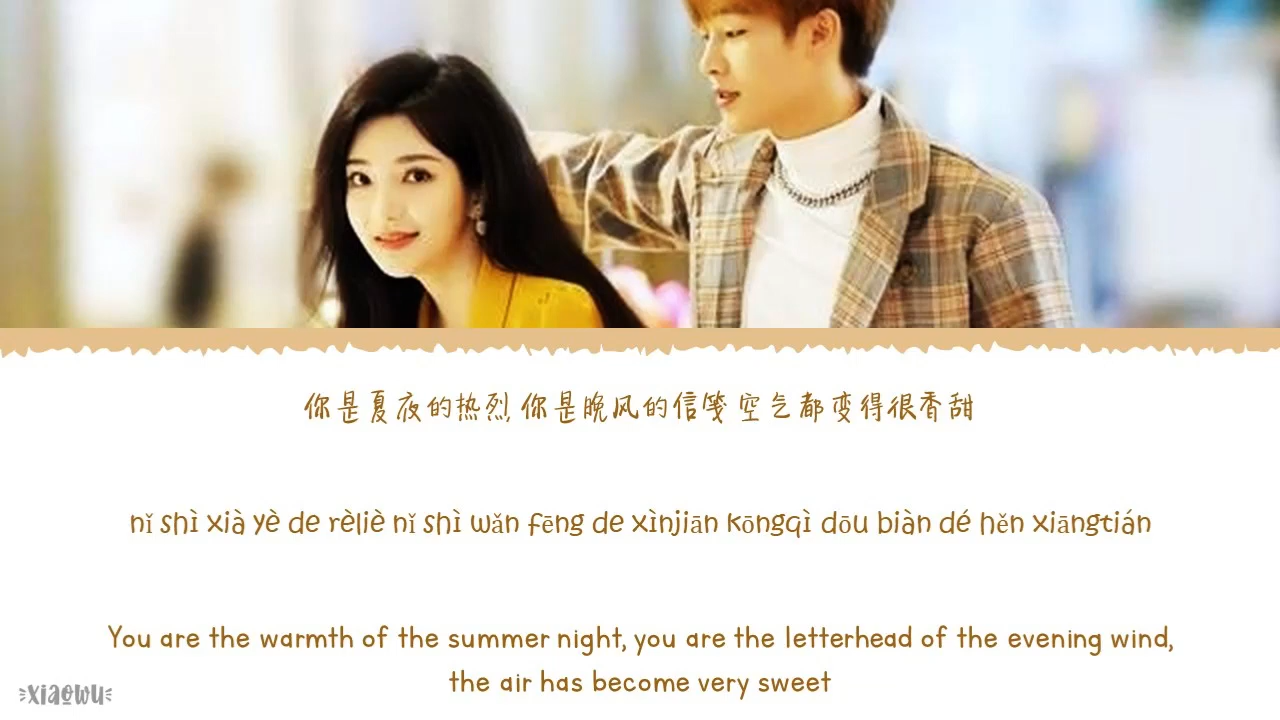 你是夏夜的热烈 你是晚风的信笺 空气都变得很香甜
nǐ shì xià yè de rèliè nǐ shì wǎn fēng de xìnjiān kōngqì dōu biàn dé hěn xiāngtián
You are the warmth of the summer night, you are the letterhead of the evening wind,
the air has become very sweet
xiaowu